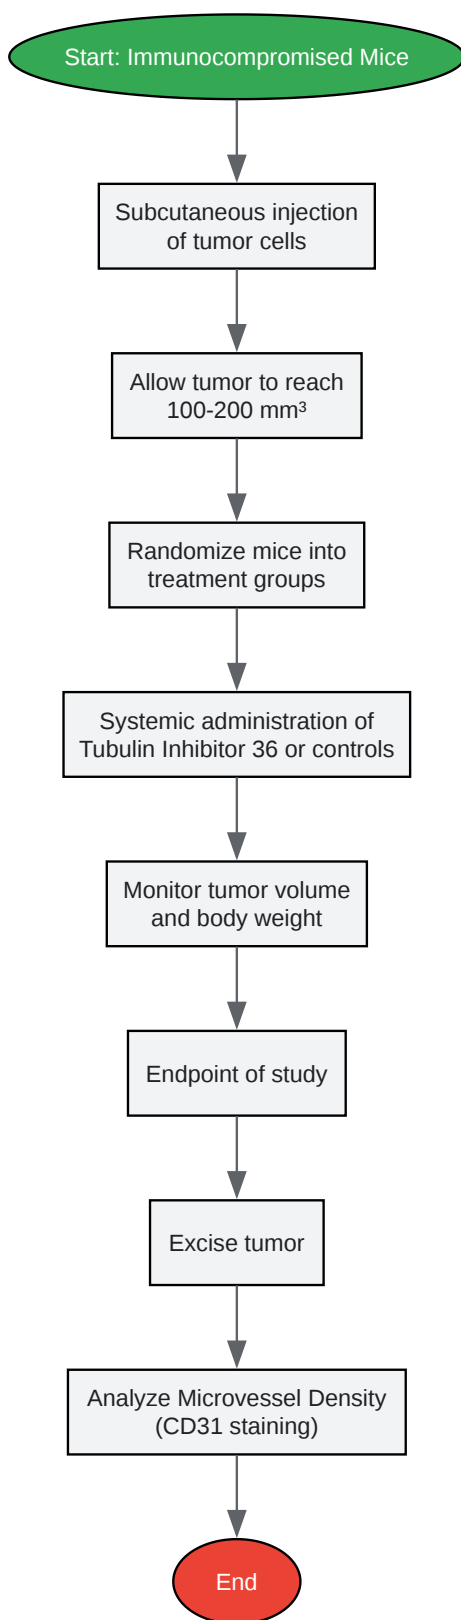 Start: Immunocompromised Mice
Subcutaneous injection
of tumor cells
Allow tumor to reach
100-200 mm³
Randomize mice into
treatment groups
Systemic administration of
Tubulin Inhibitor 36 or controls
Monitor tumor volume
and body weight
Endpoint of study
Excise tumor
Analyze Microvessel Density
(CD31 staining)
End